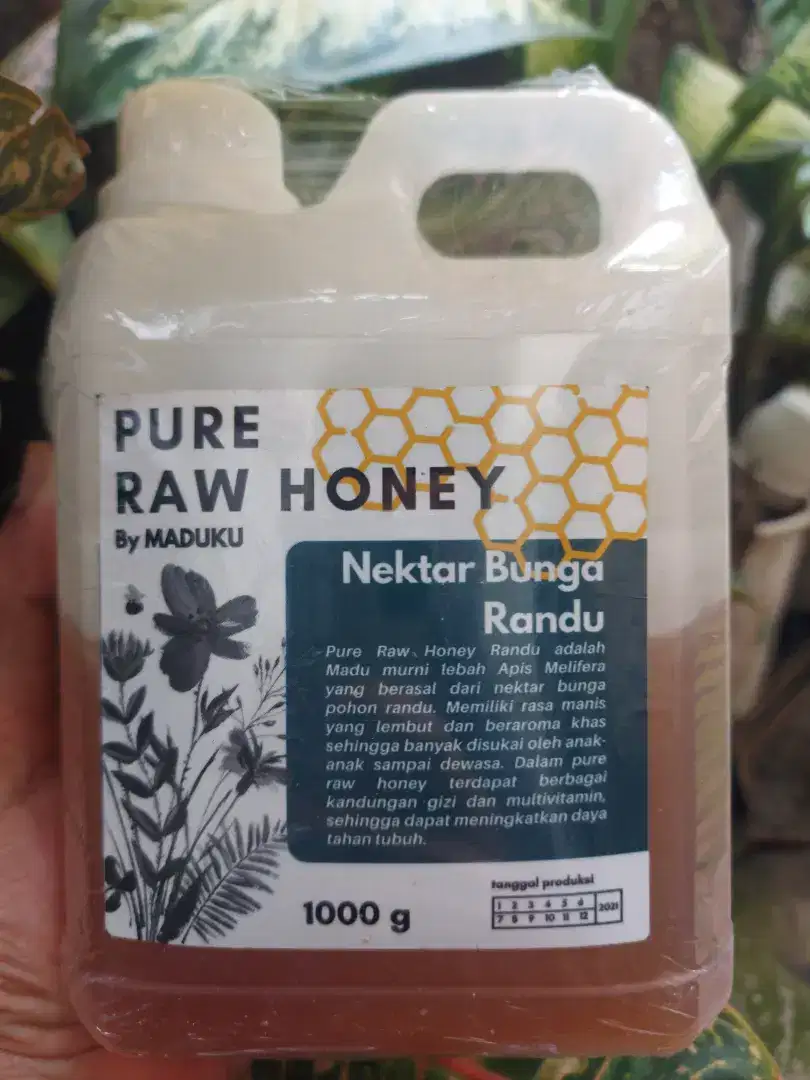 PURE
RAW HONEY
By MADUKU
Nektar Bunga
Randu
Pure Raw Honey Randu adalah
Madu murni lebah Apis Melifera
yang berasal dari nektar bunga
pohon randu. Memiliki rasa manis
yang lembut dan beraroma khas
sehingga banyak disukai oleh anak-
anak sampai dewasa. Dalam pure
raw honey terdapat berbagai
kandungan gizi dan multivitamin,
sehingga dapat meningkatkan daya
tahan tubuh.
1000 g
tanggal produksi
1 2 3 4 5 6
2021
7 8 9 10 11 12